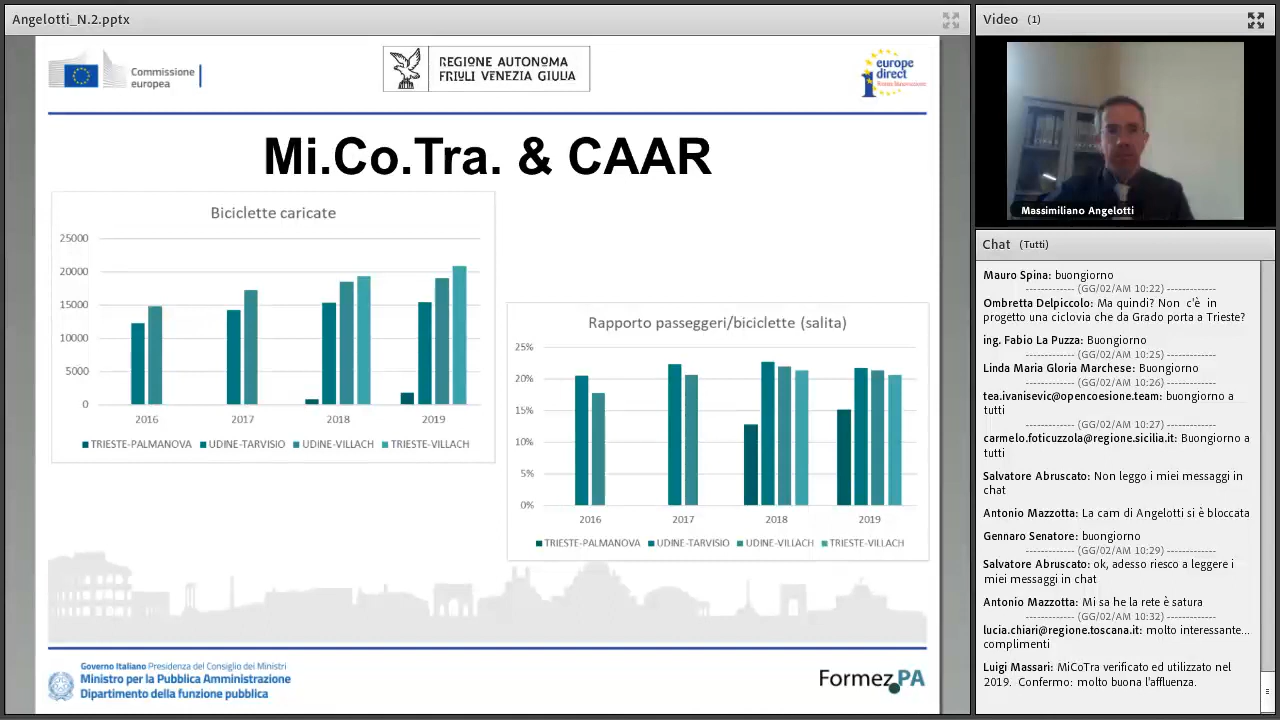 Angelotti_N.2.pptx
Commissione
europea
REGIONE AUTONOMA
FRIULI VENEZIA GIULIA
europe
direct
Mi.Co.Tra. & CAAR
Biciclette caricate
25000
20000
15000
10000
5000
0
2016 2017 2018 2019
TRIESTE-PALMANOVA UDINE-TARVISIO UDINE-VILLACH TRIESTE-VILLACH
Rapporto passeggeri/biciclette (salita)
25%
20%
15%
10%
5%
0%
2016 2017 2018 2019
TRIESTE-PALMANOVA UDINE-TARVISIO UDINE-VILLACH TRIESTE-VILLACH
Governo Italiano Presidenza del Consiglio dei Ministri
Ministro per la Pubblica Amministrazione
Dipartimento della funzione pubblica
Formez PA
Video (1)
Massimiliano Angelotti
Chat (Tutti)
Mauro Spina: buongiorno
------------- (GG/02/AM 10:22) -------------
Ombretta Delpiccolo: Ma quindi? Non c'è in
progetto una ciclovia che da Grado porta a Trieste?
ing. Fabio La Puzza: Buongiorno
------------- (GG/02/AM 10:25) -------------
Linda Maria Gloria Marchese: Buongiorno
------------- (GG/02/AM 10:26) -------------
tea.ivanisevic@opencoesione.team: buongiorno a
tutti
------------- (GG/02/AM 10:27) -------------
carmelo.foticuzzola@regione.sicilia.it: Buongiorno a
tutti
Salvatore Abruscato: Non leggo i miei messaggi in
chat
Antonio Mazzotta: La cam di Angelotti si è bloccata
Gennaro Senatore: buongiorno
------------- (GG/02/AM 10:29) -------------
Salvatore Abruscato: ok, adesso riesco a leggere i
miei messaggi in chat
Antonio Mazzotta: Mi sa he la rete è satura
------------- (GG/02/AM 10:32) -------------
lucia.chiari@regione.toscana.it: molto interessante...
complimenti
Luigi Massari: MiCoTra verificato ed utilizzato nel
2019. Confermo: molto buona l'affluenza.